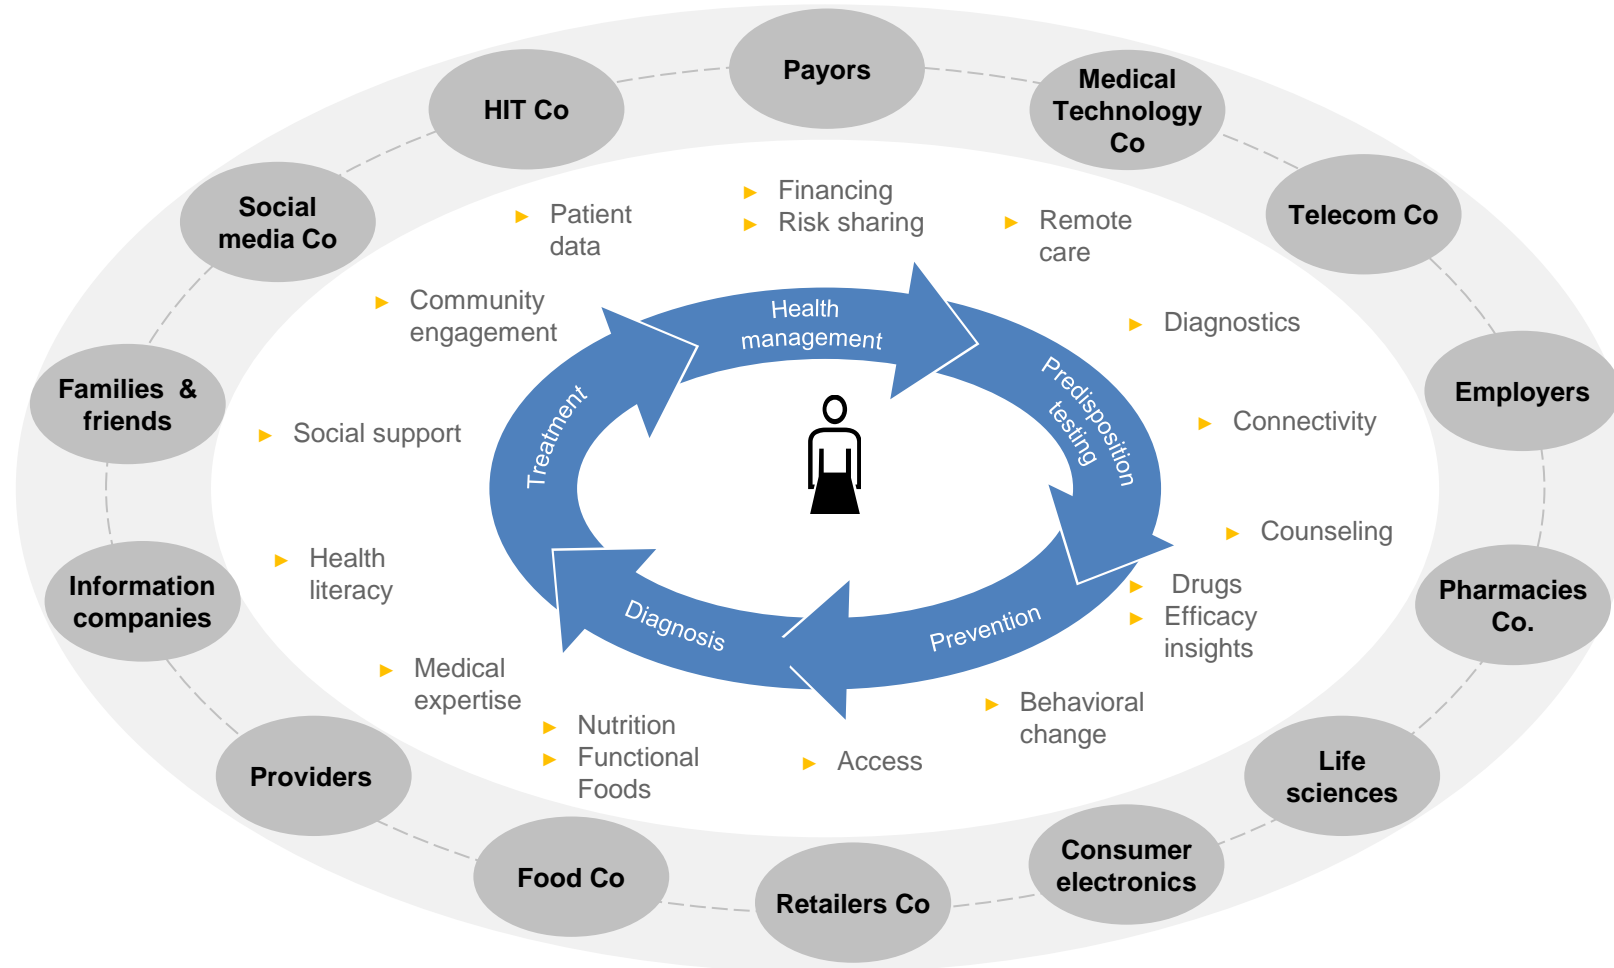 Payors
HIT Co
Medical
Technology
Co
Social
media Co
Telecom Co
Families  &
friends
Employers
Information
companies
Pharmacies
Co.
Providers
Life
sciences
Food Co
Retailers Co
Consumer
electronics
► Financing
► Risk sharing
► Patient
data
► Remote
care
► Community
engagement
► Diagnostics
► Social support
► Connectivity
► Health
literacy
► Counseling
► Drugs
► Efficacy
insights
► Medical
expertise
► Nutrition
► Functional
Foods
► Access
► Behavioral
change
Health
management
Predisposition
testing
Prevention
Diagnosis
Treatment